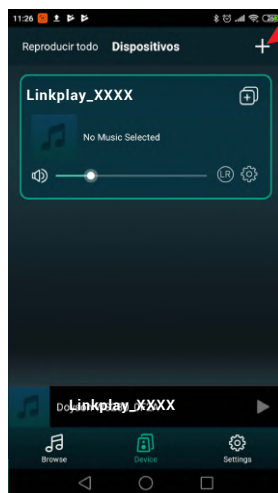 11:26
Reproducir todo Dispositivos
Linkplay_XXXX
No Music Selected
LR
Linkplay_XXXX
Browse Device Settings